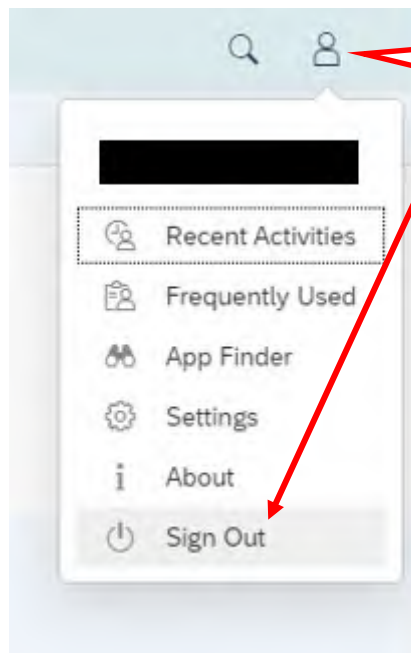 Recent Activities
Frequently Used
App Finder
Settings
About
Sign Out